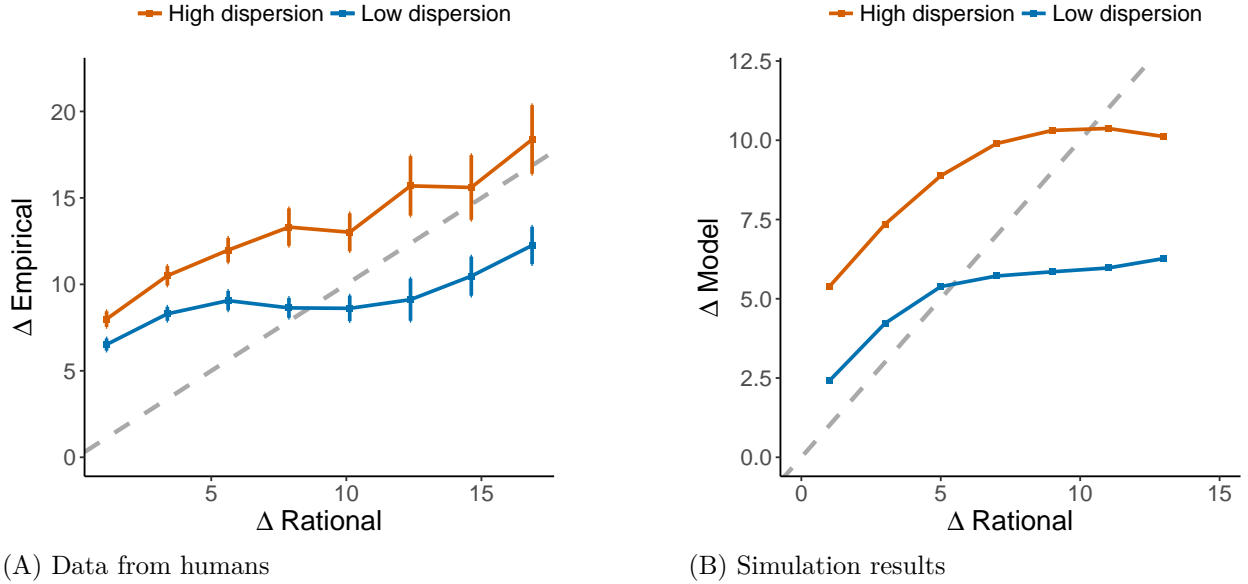 High dispersion Low dispersion
20
15
10
5
0
Δ Empirical
5 10 15
Δ Rational
(A) Data from humans
High dispersion Low dispersion
12.5
10.0
7.5
5.0
2.5
0.0
Δ Model
0 5 10 15
Δ Rational
(B) Simulation results